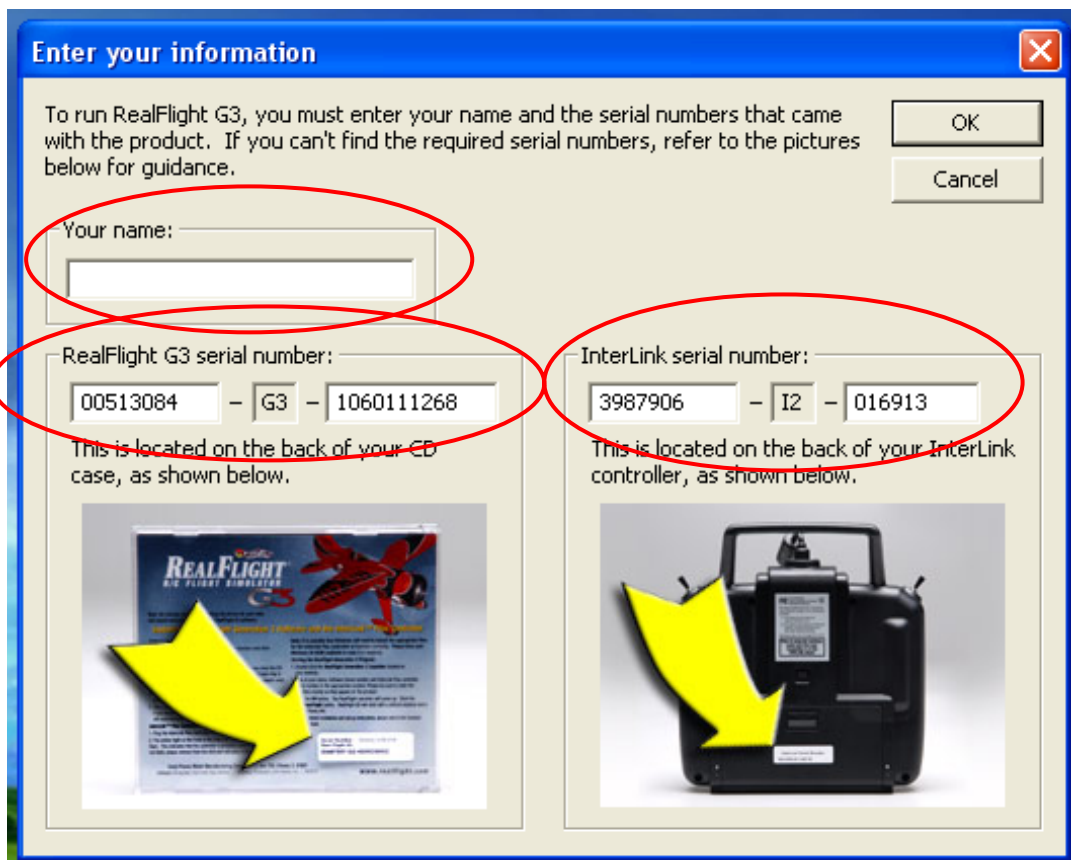 Enter your information
To run RealFlight G3, you must enter your name and the serial numbers that came
with the product. If you can't find the required serial numbers, refer to the pictures
below for guidance.
OK
Cancel
Your name:
RealFlight G3 serial number:
00513084 – G3 – 1060111268
This is located on the back of your CD
case, as shown below.
REALFLIGHT
R/C FLIGHT SIMULATOR
G3
www.realflight.com
InterLink serial number:
3987906 – I2 – 016913
This is located on the back of your InterLink
controller, as shown below.